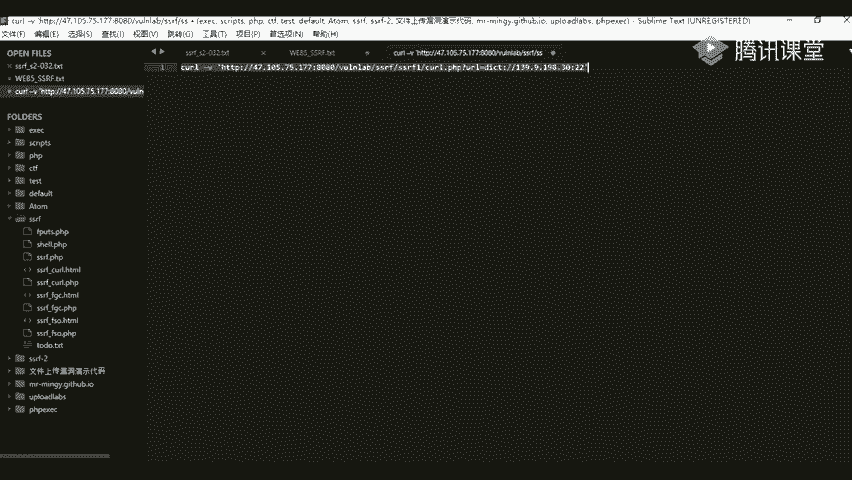 curl -v 'http://47.105.75.177:8080/vulnlab/ssrf/ss • (exec, scripts, php, ctf, test, default, Atom, ssrf, ssrf-2, 文件上传漏洞演示代码, mr-mingy.github.io, uploadlabs, phpexec) - Sublime Text (UNREGISTERED)
文件(F) 编辑(E) 选择(S) 查找(I) 视图(V) 跳转(G) 工具(T) 项目(P) 首选项(N) 帮助(H)
OPEN FILES
ssrf_s2-032.txt
WE85_SSRF.txt
curl -v 'http://47.105.75.177:8080/vuln
ssrf_s2-032.txt
WE85_SSRF.txt
curl -v 'http://47.105.75.177:8080/vulnlab/ssrf/ss
腾讯课堂
1 curl -v 'http://47.105.75.177:8080/vulnlab/ssrf/ssrf1/curl.php?url=dict://139.9.198.30:22'
FOLDERS
exec
scripts
php
ctf
test
default
Atom
ssrf
fputs.php
shell.php
ssrf.php
ssrf_curl.html
ssrf_curl.php
ssrf_fgc.html
ssrf_fgc.php
ssrf_fso.html
ssrf_fso.php
todo.txt
ssrf-2
文件上传漏洞演示代码
mr-mingy.github.io
uploadlabs
phpexec